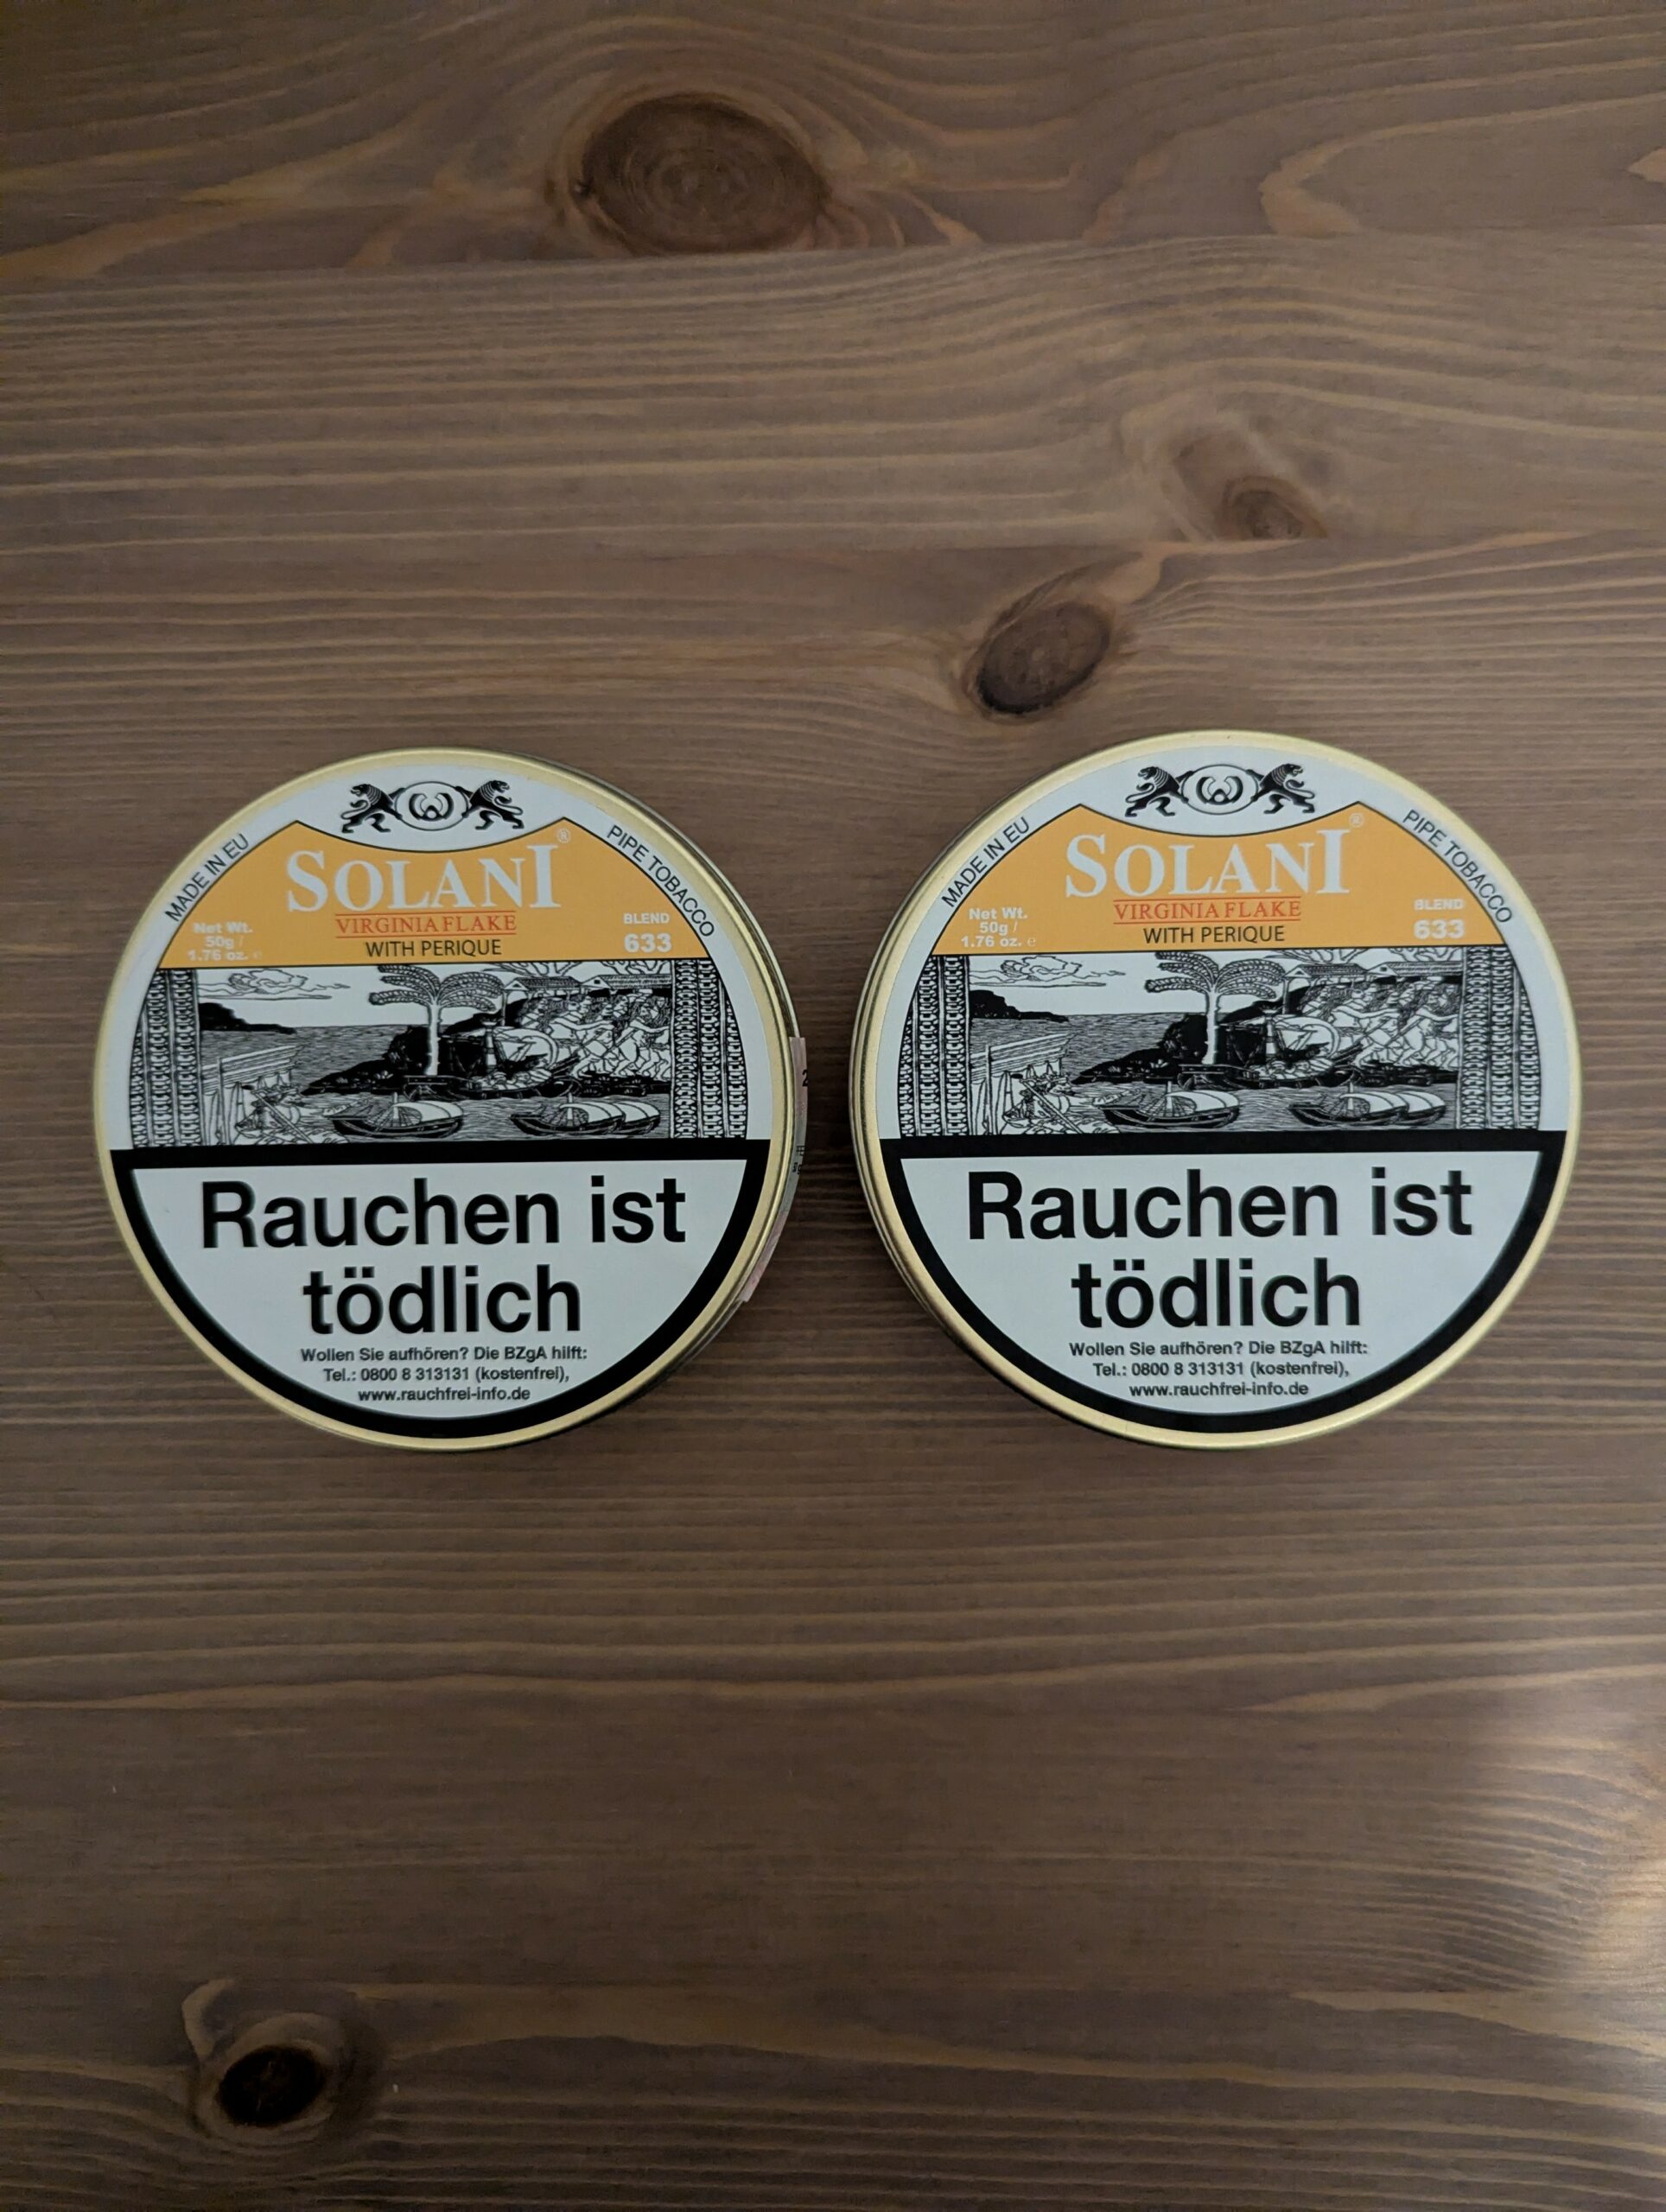 MADE IN EU
PIPE TOBACCO
SOLANI®
VIRGINIA FLAKE
WITH PERIQUE
Net Wt.
50g /
1.76 oz. e
BLEND
633
Rauchen ist
tödlich
Wollen Sie aufhören? Die BZgA hilft:
Tel.: 0800 8 313131 (kostenfrei),
www.rauchfrei-info.de
MADE IN EU
PIPE TOBACCO
SOLANI®
VIRGINIA FLAKE
WITH PERIQUE
Net Wt.
50g /
1.76 oz. e
BLEND
633
Rauchen ist
tödlich
Wollen Sie aufhören? Die BZgA hilft:
Tel.: 0800 8 313131 (kostenfrei),
www.rauchfrei-info.de